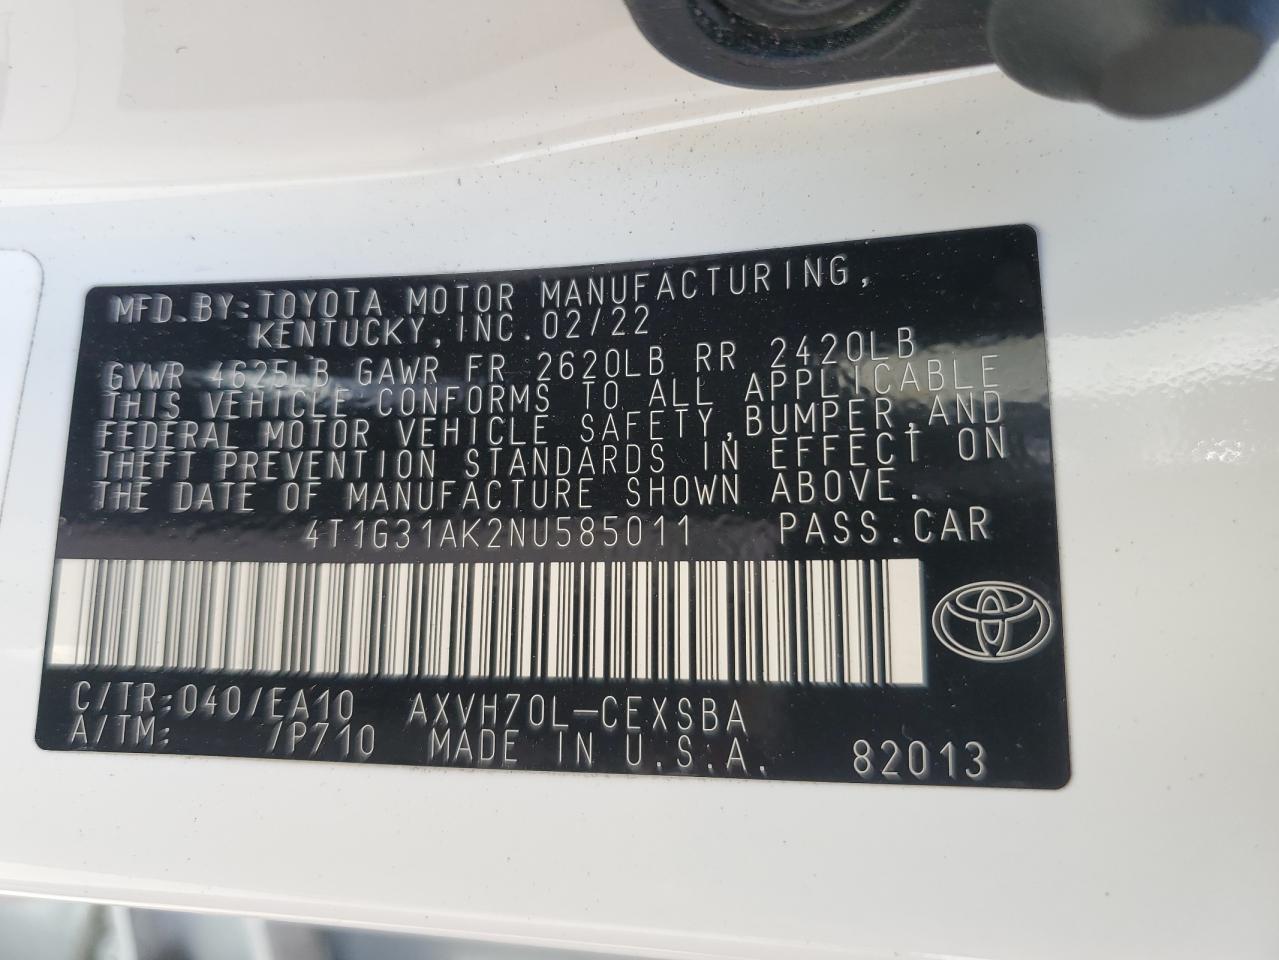 MFD.BY:TOYOTA MOTOR MANUFACTURING,
KENTUCKY,INC.02/22
GVWR 4625LB GAWR FR 2620LB RR 2420LB
THIS VEHICLE CONFORMS TO ALL APPLICABLE
FEDERAL MOTOR VEHICLE SAFETY,BUMPER,AND
THEFT PREVENTION STANDARDS IN EFFECT ON
THE DATE OF MANUFACTURE SHOWN ABOVE.
4T1G31AK2NU585011 PASS.CAR
C/TR:040/EA10 AXVH70L-CEXSBA
A/TM: /P710 MADE IN U.S.A. 82013